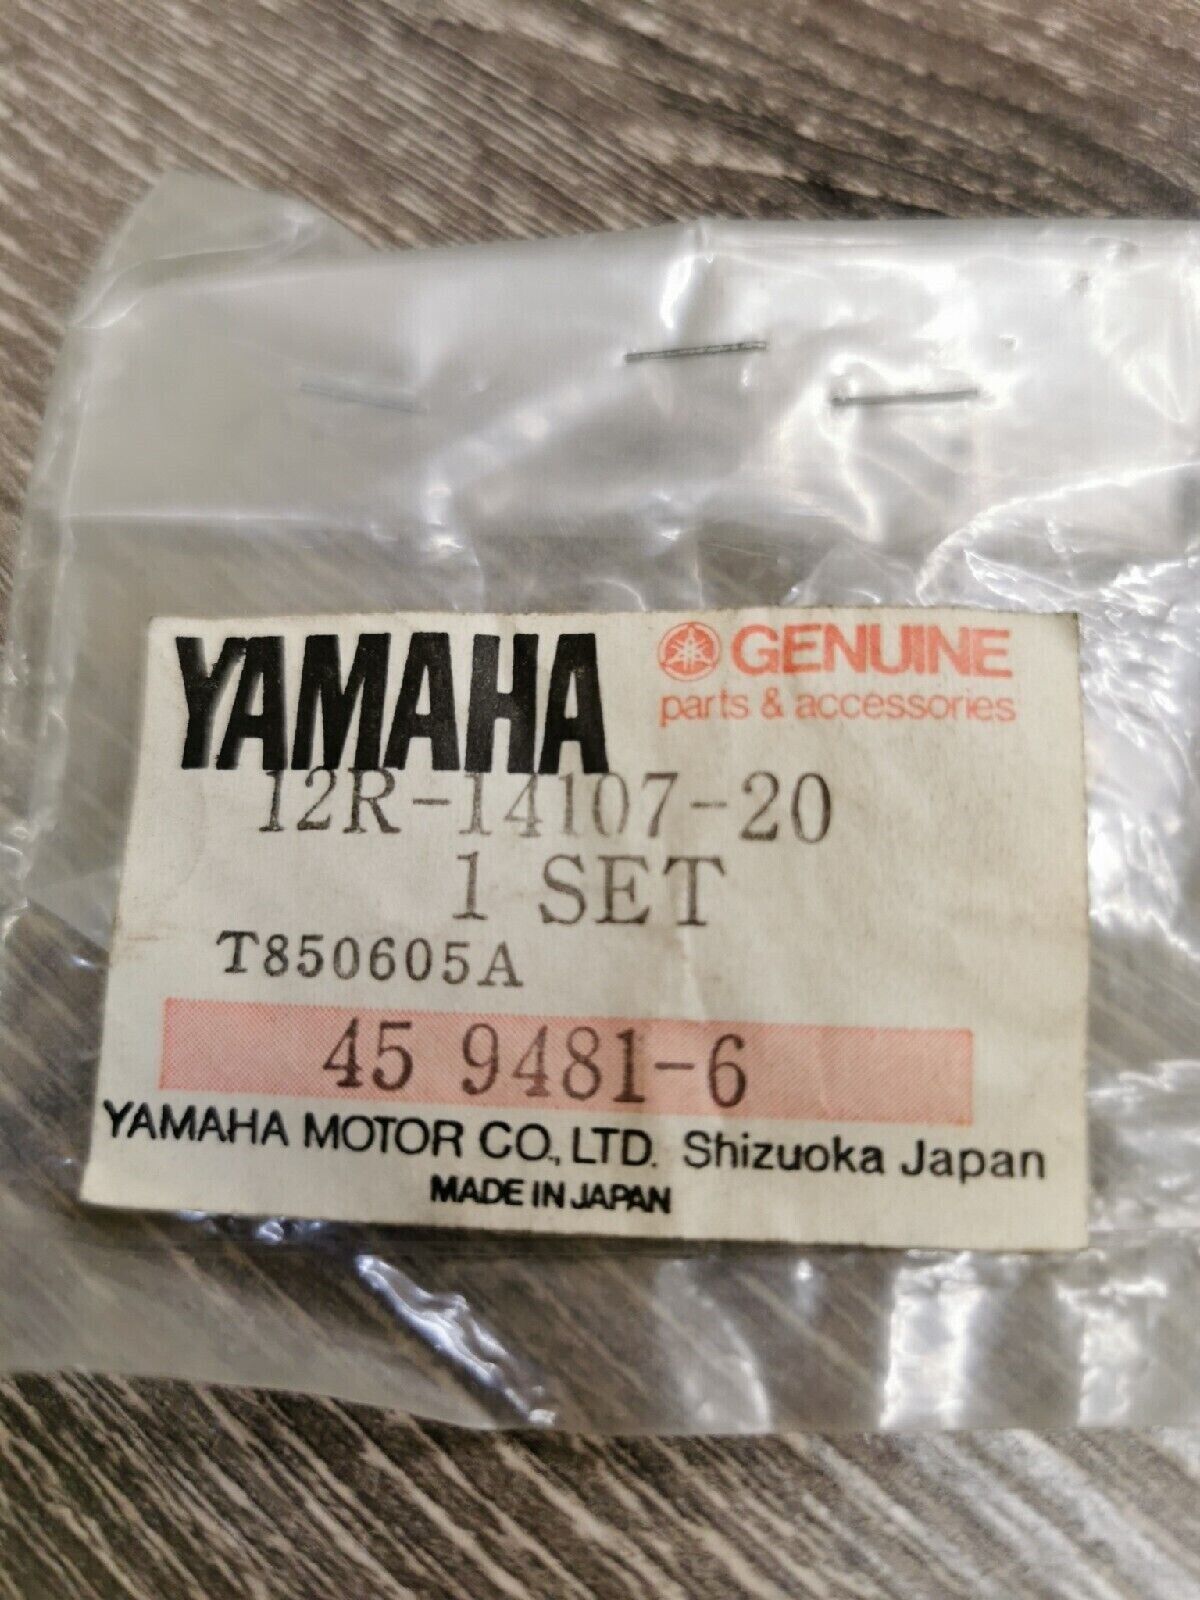 YAMAHA GENUINE
parts & accessories
12R-14107-20
1 SET
T850605A
45 9481-6
YAMAHA MOTOR CO., LTD. Shizuoka Japan
MADE IN JAPAN